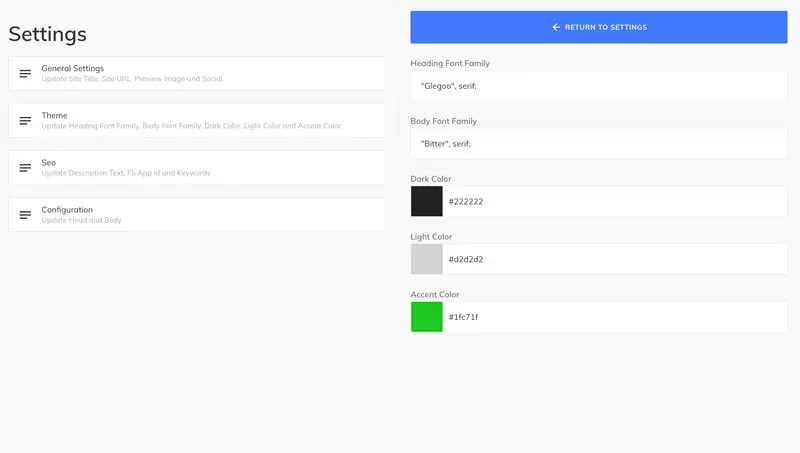 Settings
General Settings
Update Site Title, Site URL, Preview Image and Social
Theme
Update Heading Font Family, Body Font Family, Dark Color, Light Color and Accent Color
Seo
Update Description Text, Fb App Id and Keywords
Configuration
Update Head and Body
RETURN TO SETTINGS
Heading Font Family
"Glegoo", serif;
Body Font Family
"Bitter", serif;
Dark Color
#222222
Light Color
#d2d2d2
Accent Color
#1fc71f